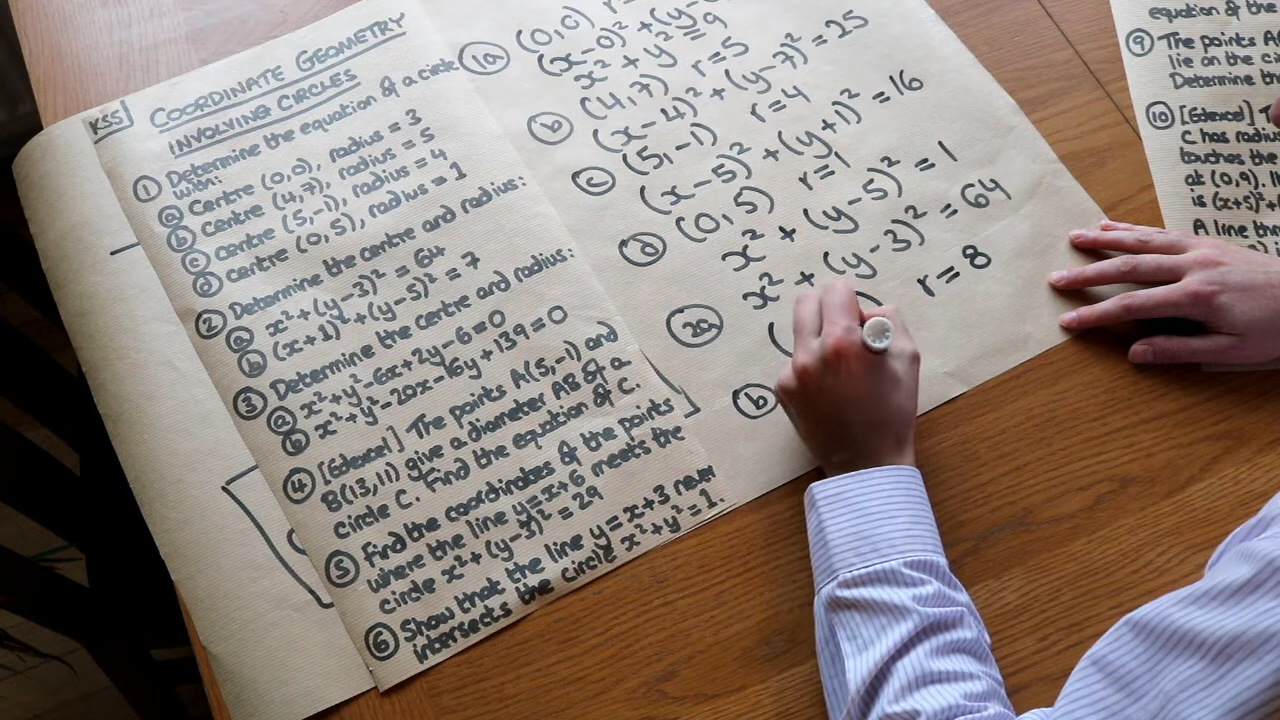 KSS
COORDINATE GEOMETRY
INVOLVING CIRCLES
① Determine the equation of a circle
with:
ⓐ centre (0,0), radius = 3
ⓑ centre (4,7), radius = 5
ⓒ centre (5,-1), radius = 4
ⓓ centre (0,5), radius = 1
② Determine the centre and radius:
ⓐ x²+(y-3)² = 64
ⓑ (x+1)²+(y-5)² = 7
③ Determine the centre and radius:
ⓐ x²+y²-6x+2y-6=0
ⓑ x²+y²-20x-16y+139=0
④ [Edexcel] The points A(5,-1) and
B(13,11) give a diameter AB of a
circle C. Find the equation of C.
⑤ Find the coordinates of the points
where the line y=x+6 meets the
circle x²+(y-3)² = 29
⑥ Show that the line y=x+3 never
intersects the circle x²+y²=1.
1a (0,0) r=
(x-0)²+(y-
x²+y²=9
b (4,7) r=5
(x-4)²+(y-7)²=25
c (5,-1) r=4
(x-5)²+(y+1)²=16
d (0,5) r=1
x²+(y-5)²=1
2a x²+(y-3)²=64
( ) r=8
b
equation of the
⑨ The points A(
lie on the ci
Determine th
⑩ [Edexcel]
C has radiu
touches the
at (0,9). I
is (x+5)²+(
A line thr